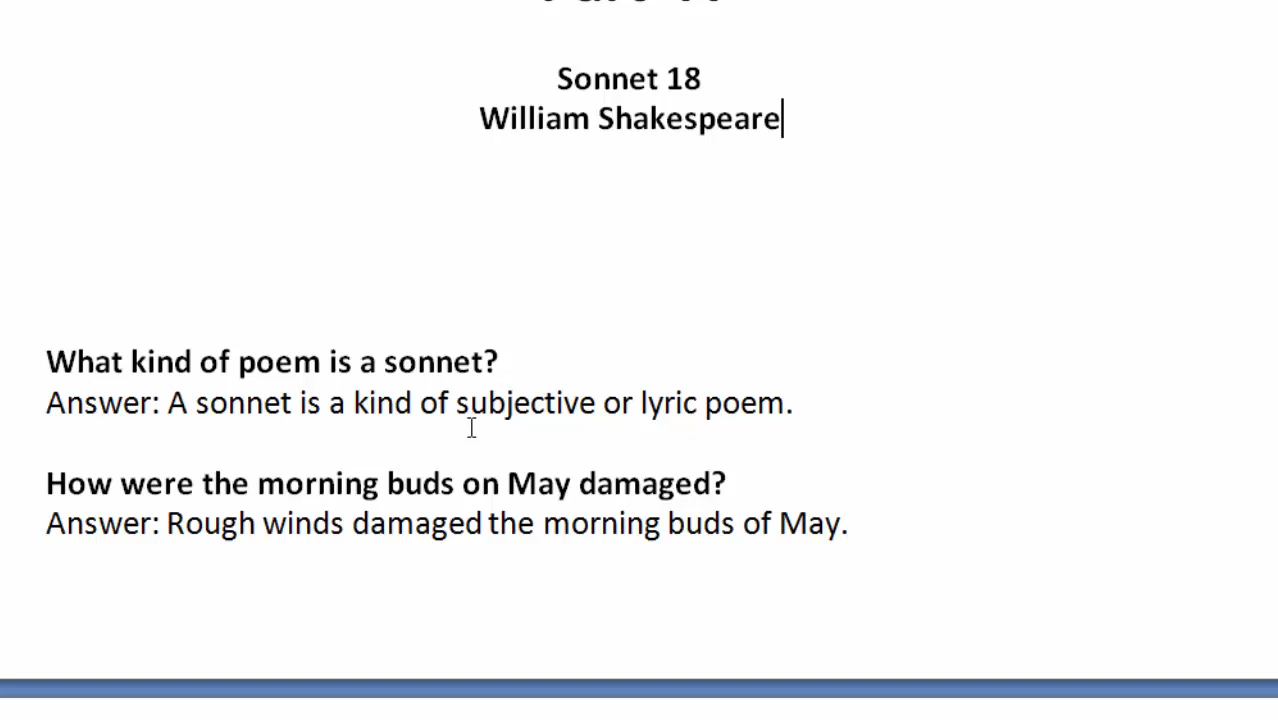 Sonnet 18
William Shakespeare
What kind of poem is a sonnet?
Answer: A sonnet is a kind of subjective or lyric poem.
How were the morning buds on May damaged?
Answer: Rough winds damaged the morning buds of May.